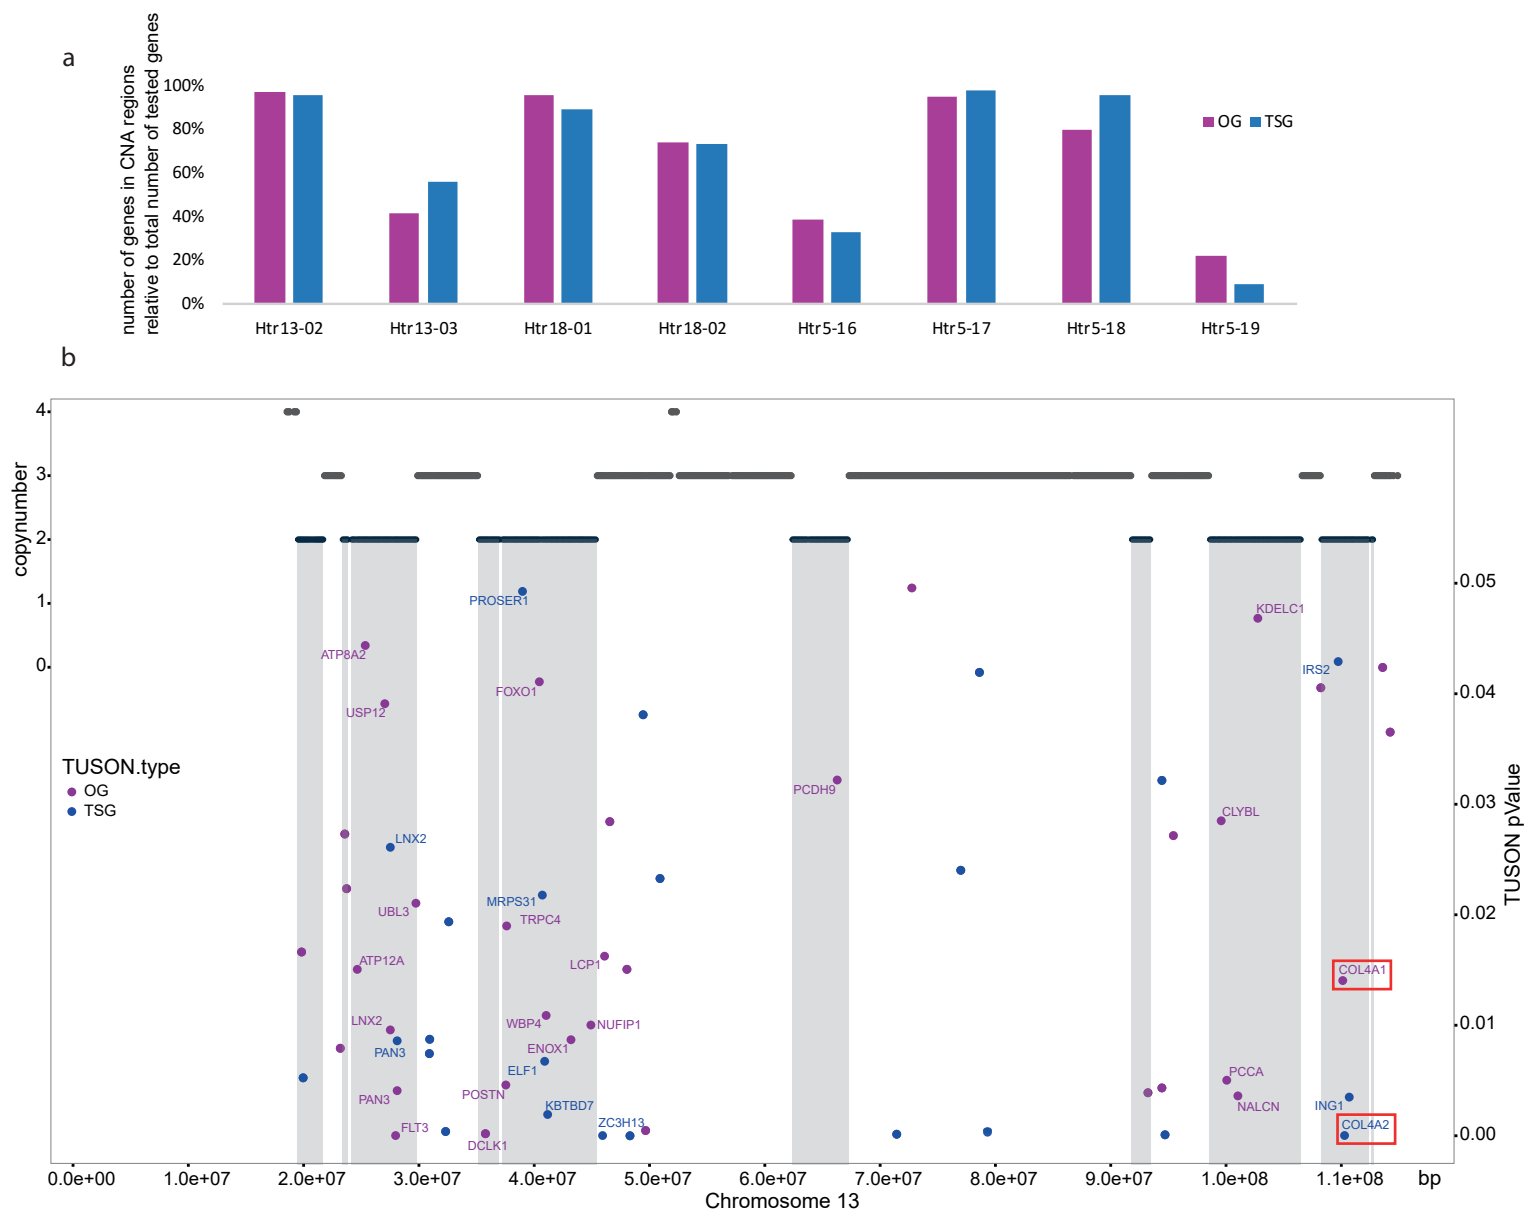 a
number of genes in CNA regions
relative to total number of tested genes
100%
80%
60%
40%
20%
0%
OG TSG
Htr13-02 Htr13-03 Htr18-01 Htr18-02 Htr5-16 Htr5-17 Htr5-18 Htr5-19
b
copynumber
4
3
2
1
0
TUSON pValue
0.05
0.04
0.03
0.02
0.01
0.00
TUSON.type
OG
TSG
PROSER1
KDELC1
ATP8A2
IRS2
FOXO1
USP12
PCDH9
CLYBL
LNX2
MRPS31
UBL3
TRPC4
ATP12A
LCP1
COL4A1
LNX2
WBP4
NUFIP1
PAN3
ENOX1
ELF1
PCCA
POSTN
PAN3
NALCN
KBTBD7
ING1
FLT3
ZC3H13
COL4A2
DCLK1
0.0e+00 1.0e+07 2.0e+07 3.0e+07 4.0e+07 5.0e+07 6.0e+07 7.0e+07 8.0e+07 9.0e+07 1.0e+08 1.1e+08 bp
Chromosome 13